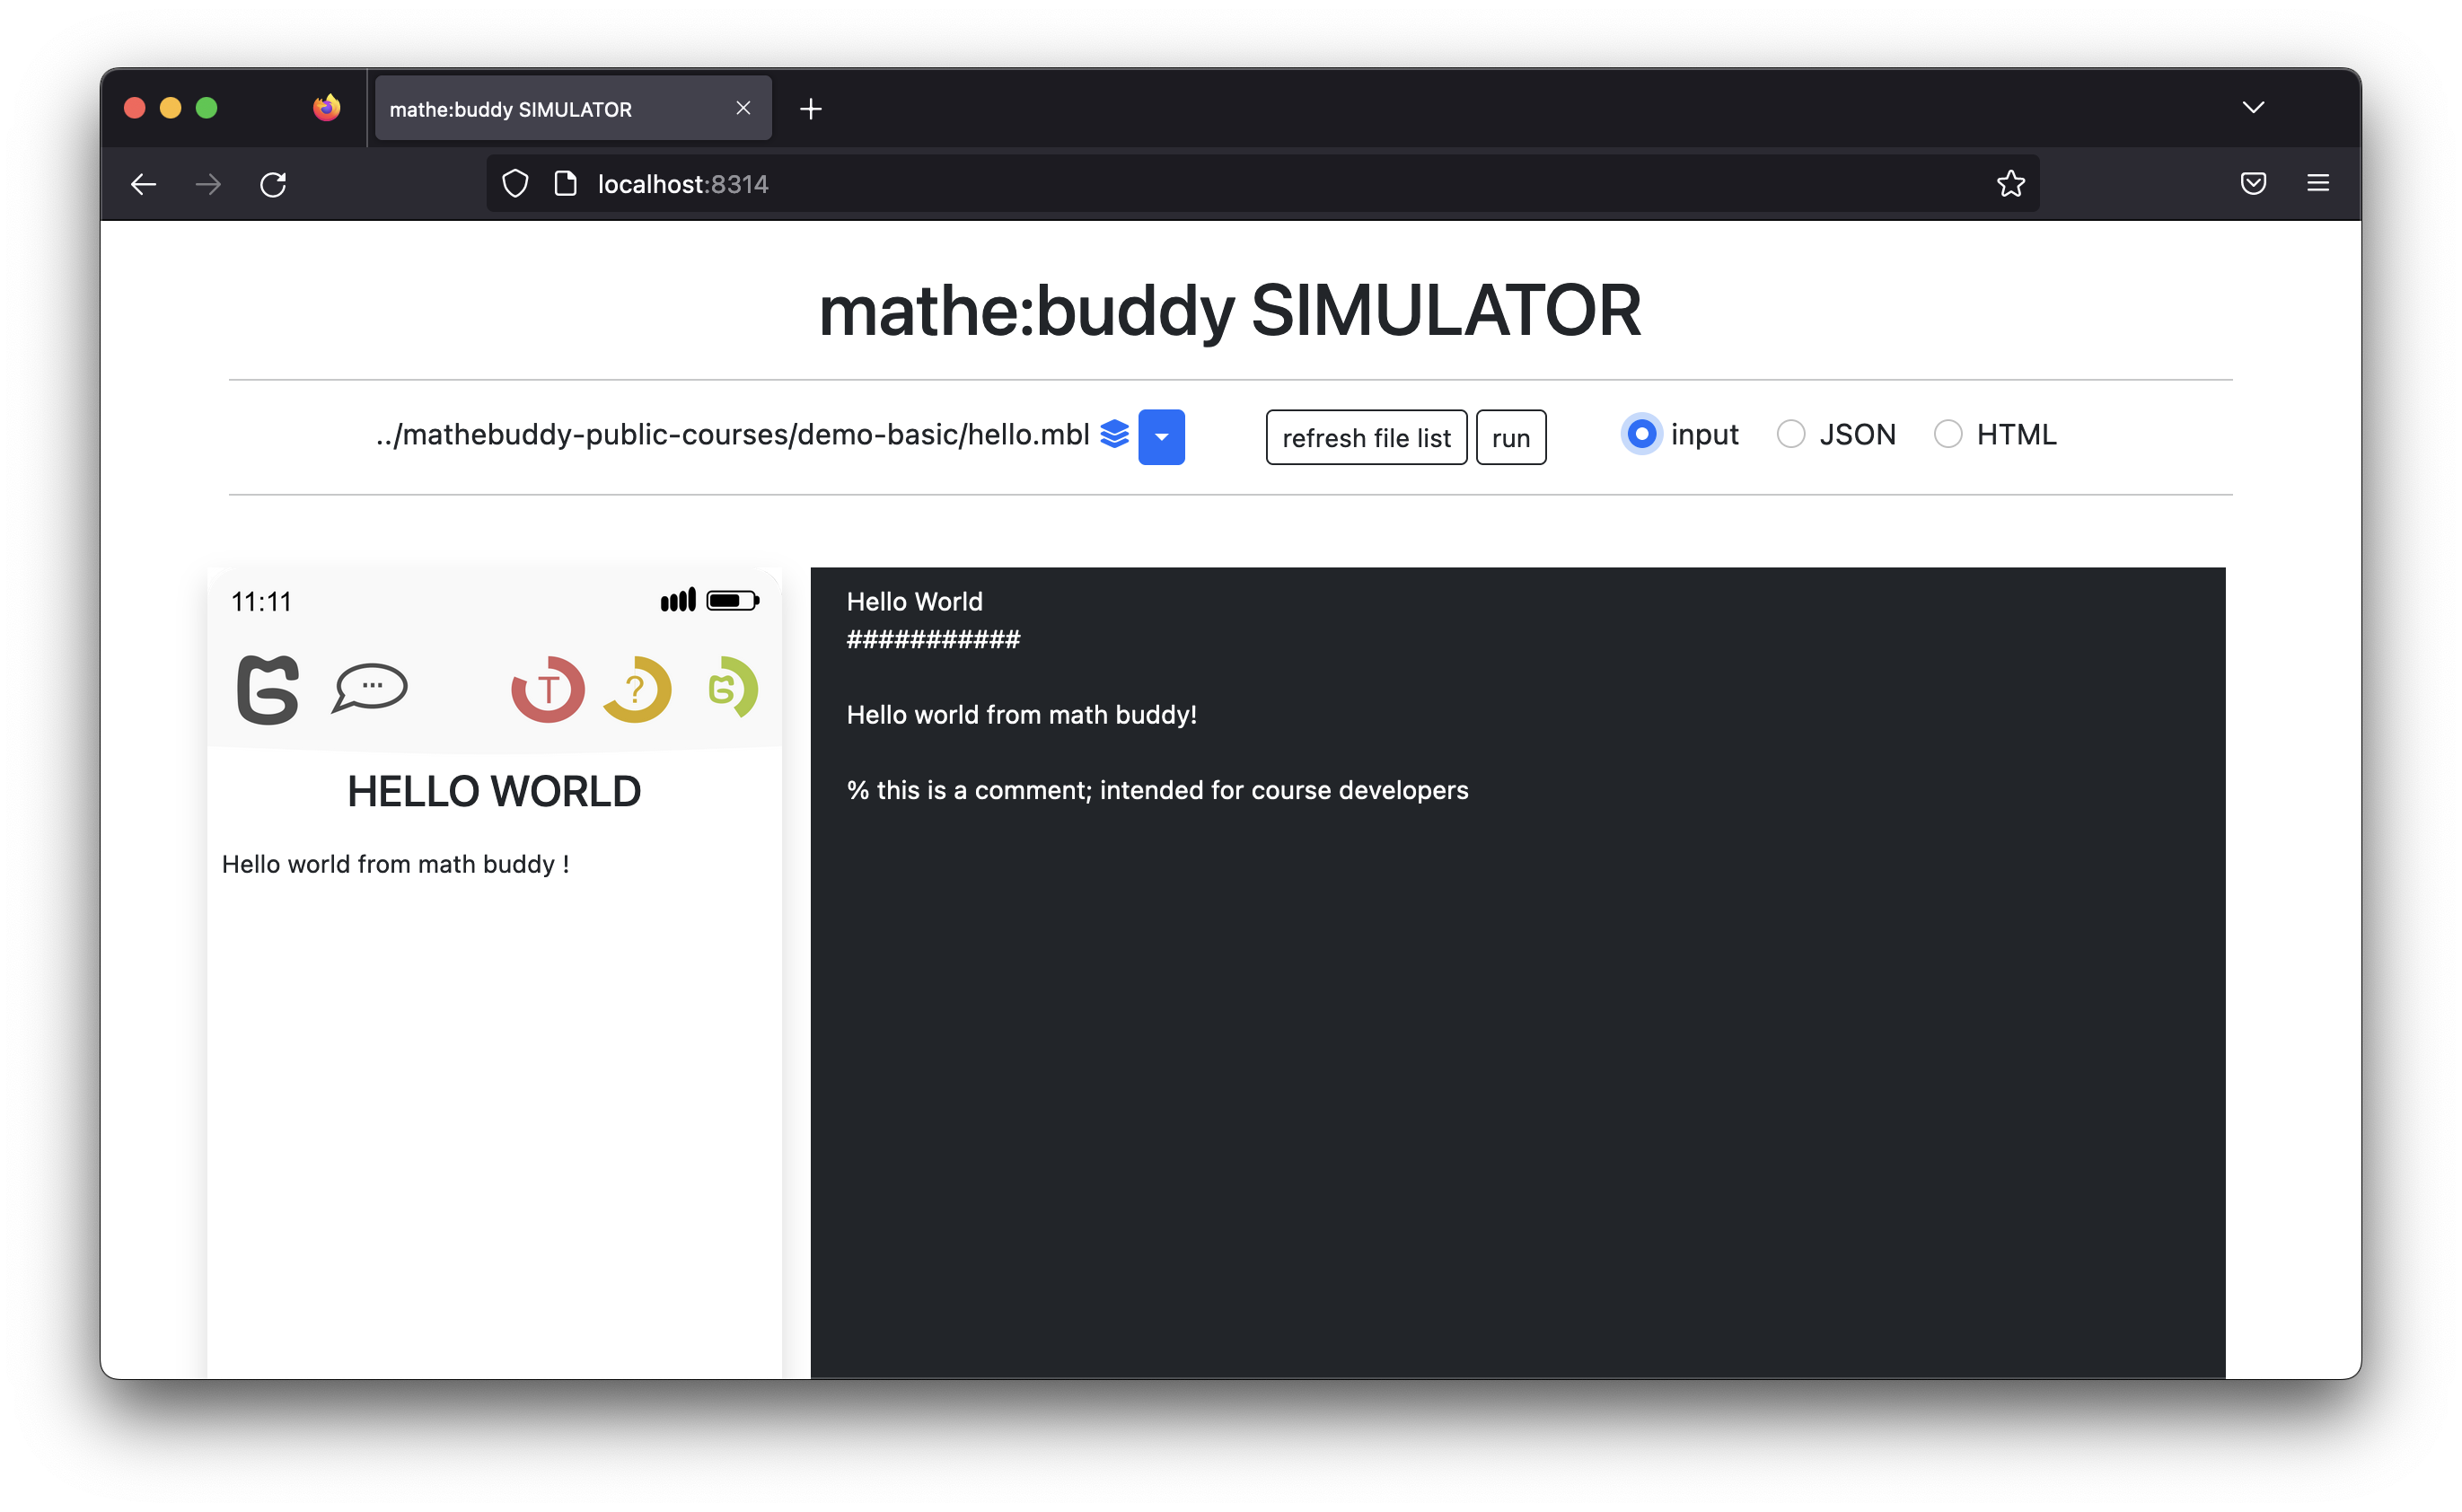 mathe:buddy SIMULATOR
localhost:8314
mathe:buddy SIMULATOR
../mathebuddy-public-courses/demo-basic/hello.mbl
refresh file list
run
input
JSON
HTML
11:11
T
?
HELLO WORLD
Hello world from math buddy !
Hello World
###########
Hello world from math buddy!
% this is a comment; intended for course developers